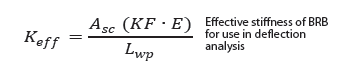 K_eff = A_sc (KF · E) / L_wp
Effective stiffness of BRB
for use in deflection
analysis